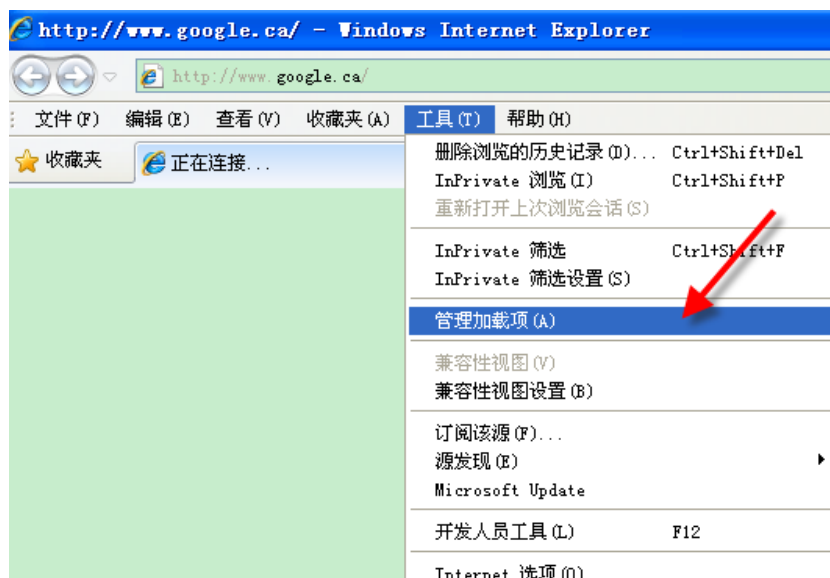 http://www.google.ca/ - Windows Internet Explorer
http://www.google.ca/
文件(F) 编辑(E) 查看(V) 收藏夹(A) 工具(T) 帮助(H)
收藏夹 正在连接...
删除浏览的历史记录(D)... Ctrl+Shift+Del
InPrivate 浏览(I) Ctrl+Shift+P
重新打开上次浏览会话(S)
InPrivate 筛选 Ctrl+Shift+F
InPrivate 筛选设置(S)
管理加载项(A)
兼容性视图(V)
兼容性视图设置(B)
订阅该源(F)...
源发现(E)
Microsoft Update
开发人员工具(L) F12
Internet 选项(O)